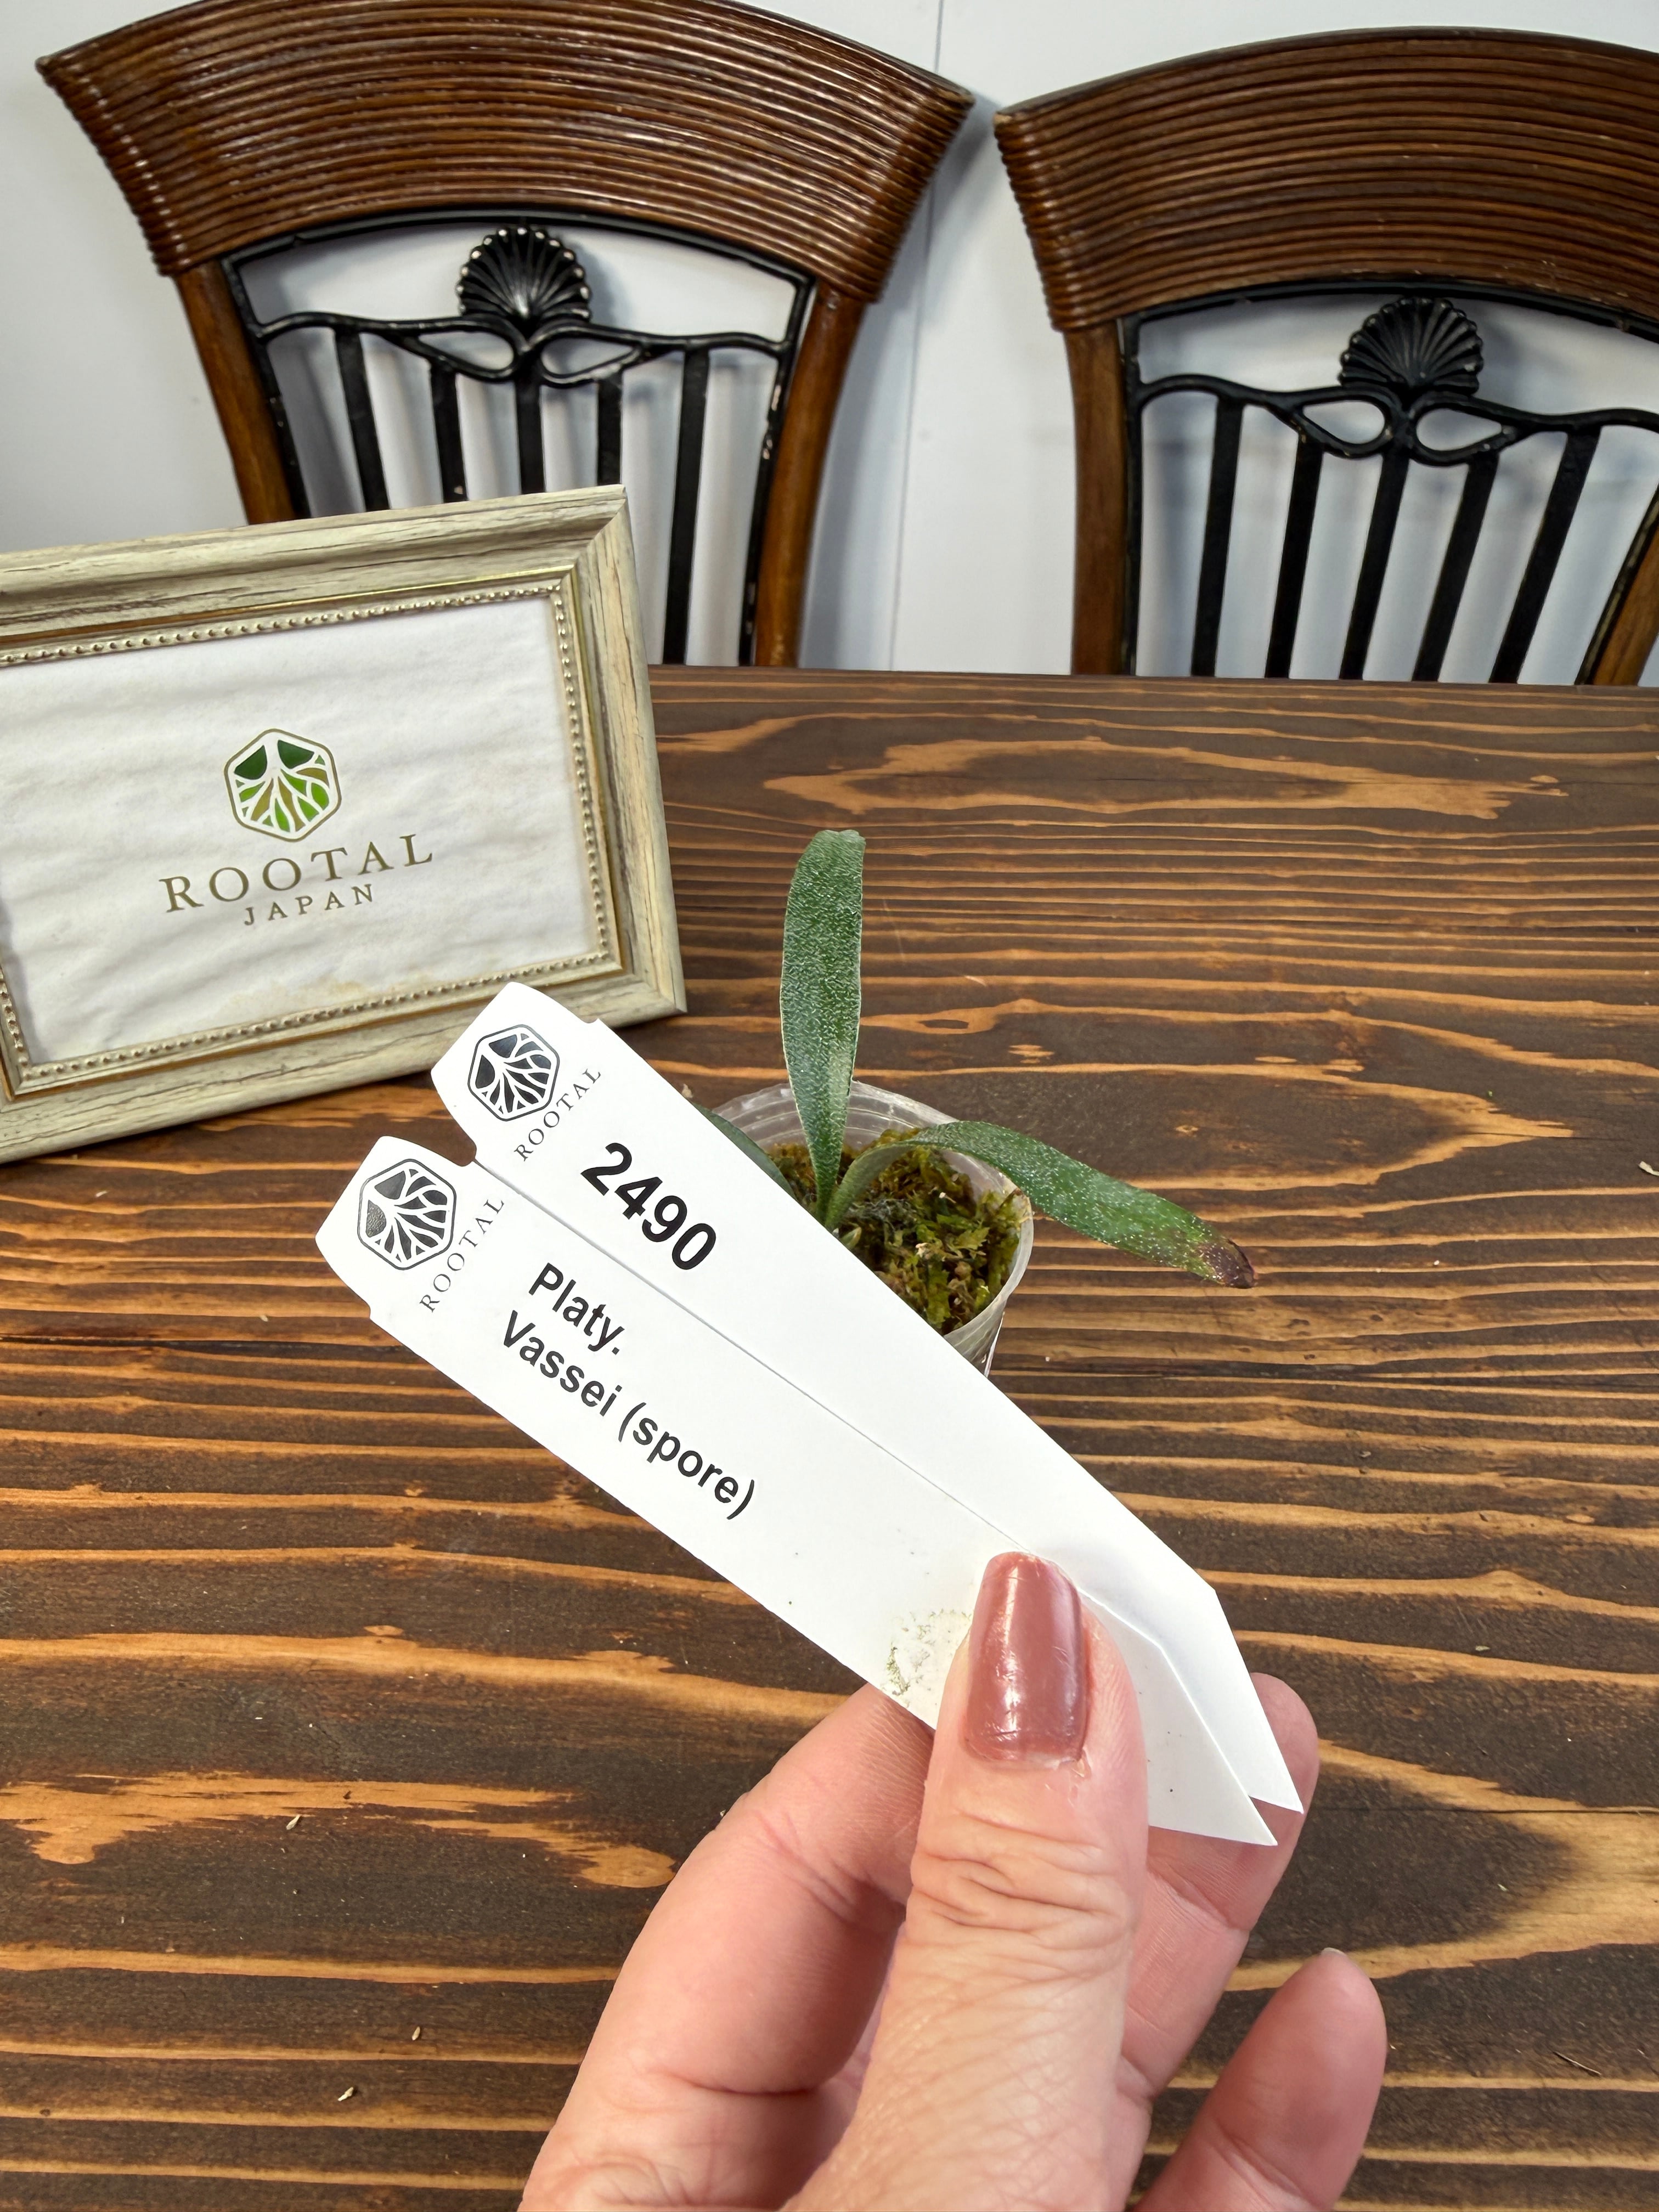 ROOTAL
JAPAN
ROOTAL
2490
ROOTAL
Platy.
Vassei (spore)